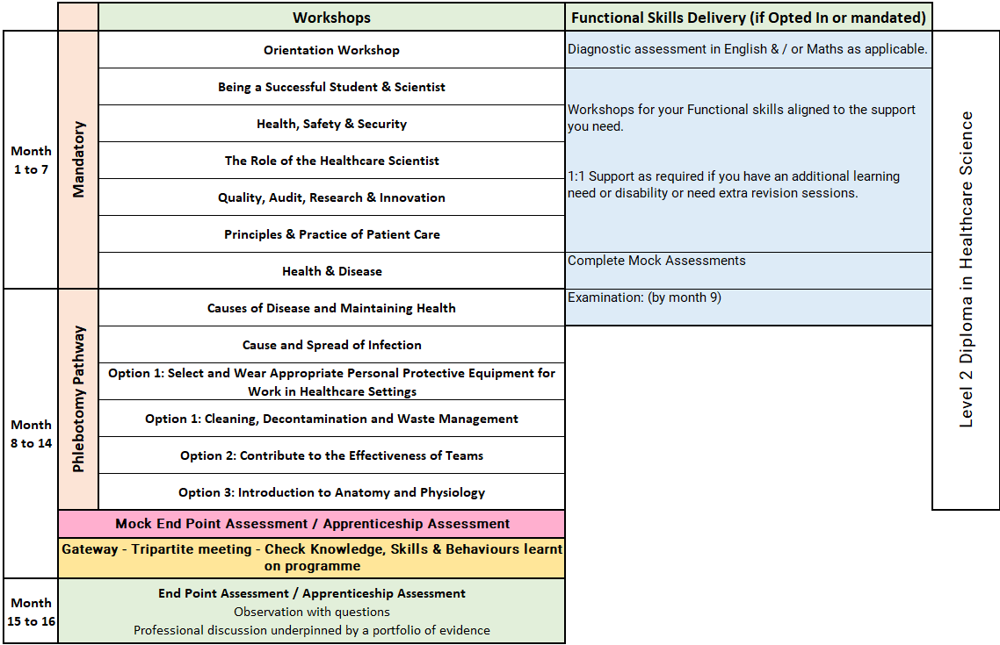 Workshops
Functional Skills Delivery (if Opted In or mandated)
Month
1 to 7
Mandatory
Orientation Workshop
Diagnostic assessment in English & / or Maths as applicable.
Being a Successful Student & Scientist
Health, Safety & Security
The Role of the Healthcare Scientist
Quality, Audit, Research & Innovation
Principles & Practice of Patient Care
Health & Disease
Workshops for your Functional skills aligned to the support
you need.
1:1 Support as required if you have an additional learning
need or disability or need extra revision sessions.
Complete Mock Assessments
Level 2 Diploma in Healthcare Science
Month
8 to 14
Phlebotomy Pathway
Causes of Disease and Maintaining Health
Examination: (by month 9)
Cause and Spread of Infection
Option 1: Select and Wear Appropriate Personal Protective Equipment for
Work in Healthcare Settings
Option 1: Cleaning, Decontamination and Waste Management
Option 2: Contribute to the Effectiveness of Teams
Option 3: Introduction to Anatomy and Physiology
Mock End Point Assessment / Apprenticeship Assessment
Gateway - Tripartite meeting - Check Knowledge, Skills & Behaviours learnt
on programme
Month
15 to 16
End Point Assessment / Apprenticeship Assessment
Observation with questions
Professional discussion underpinned by a portfolio of evidence